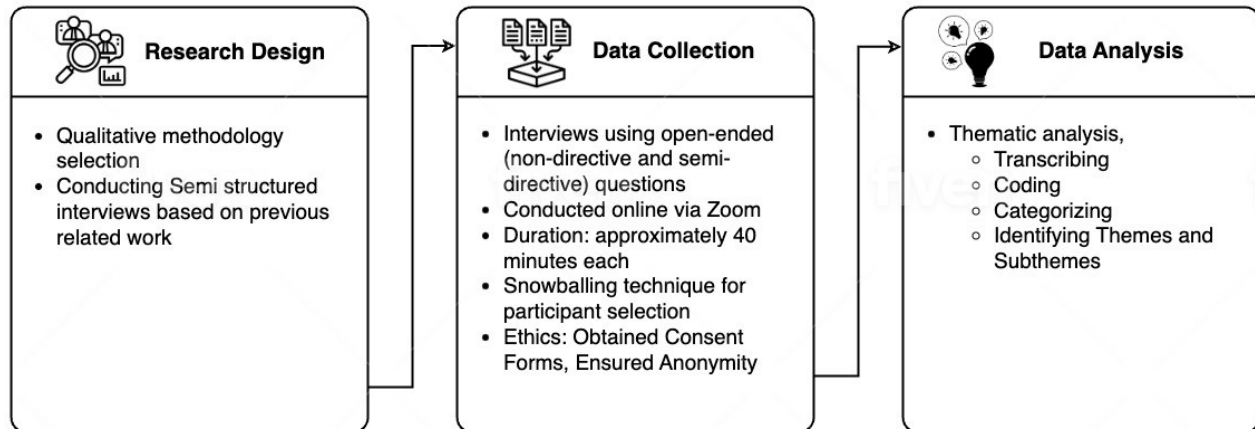 Research Design
• Qualitative methodology
selection
• Conducting Semi structured
interviews based on previous
related work
Data Collection
• Interviews using open-ended
(non-directive and semi-
directive) questions
• Conducted online via Zoom
• Duration: approximately 40
minutes each
• Snowballing technique for
participant selection
• Ethics: Obtained Consent
Forms, Ensured Anonymity
Data Analysis
• Thematic analysis,
○ Transcribing
○ Coding
○ Categorizing
○ Identifying Themes and
Subthemes